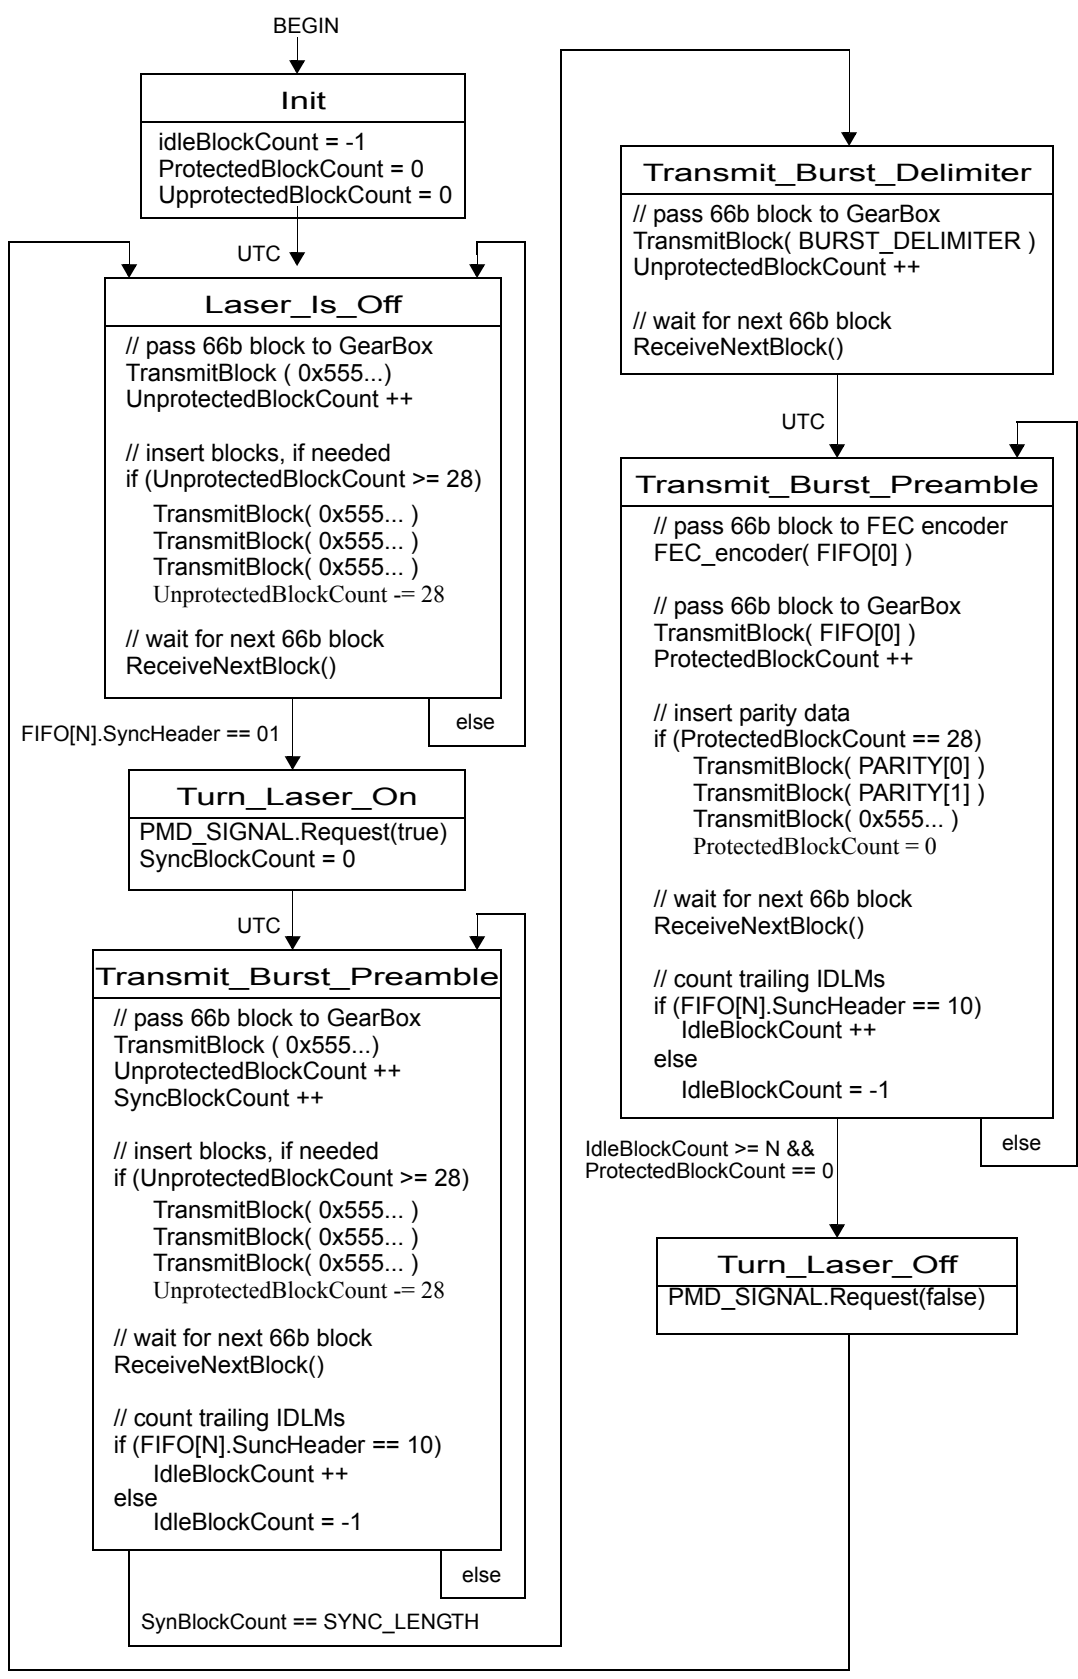 BEGIN
Init
idleBlockCount = -1
ProtectedBlockCount = 0
UpprotectedBlockCount = 0
UTC
Laser_Is_Off
// pass 66b block to GearBox
TransmitBlock ( 0x555...)
UnprotectedBlockCount ++
// insert blocks, if needed
if (UnprotectedBlockCount >= 28)
TransmitBlock( 0x555... )
TransmitBlock( 0x555... )
TransmitBlock( 0x555... )
UnprotectedBlockCount -= 28
// wait for next 66b block
ReceiveNextBlock()
else
FIFO[N].SyncHeader == 01
Turn_Laser_On
PMD_SIGNAL.Request(true)
SyncBlockCount = 0
UTC
Transmit_Burst_Preamble
// pass 66b block to GearBox
TransmitBlock ( 0x555...)
UnprotectedBlockCount ++
SyncBlockCount ++
// insert blocks, if needed
if (UnprotectedBlockCount >= 28)
TransmitBlock( 0x555... )
TransmitBlock( 0x555... )
TransmitBlock( 0x555... )
UnprotectedBlockCount -= 28
// wait for next 66b block
ReceiveNextBlock()
// count trailing IDLMs
if (FIFO[N].SuncHeader == 10)
IdleBlockCount ++
else
IdleBlockCount = -1
else
SynBlockCount == SYNC_LENGTH
Transmit_Burst_Delimiter
// pass 66b block to GearBox
TransmitBlock( BURST_DELIMITER )
UnprotectedBlockCount ++
// wait for next 66b block
ReceiveNextBlock()
UTC
Transmit_Burst_Preamble
// pass 66b block to FEC encoder
FEC_encoder( FIFO[0] )
// pass 66b block to GearBox
TransmitBlock( FIFO[0] )
ProtectedBlockCount ++
// insert parity data
if (ProtectedBlockCount == 28)
TransmitBlock( PARITY[0] )
TransmitBlock( PARITY[1] )
TransmitBlock( 0x555... )
ProtectedBlockCount = 0
// wait for next 66b block
ReceiveNextBlock()
// count trailing IDLMs
if (FIFO[N].SuncHeader == 10)
IdleBlockCount ++
else
IdleBlockCount = -1
else
IdleBlockCount >= N &&
ProtectedBlockCount == 0
Turn_Laser_Off
PMD_SIGNAL.Request(false)